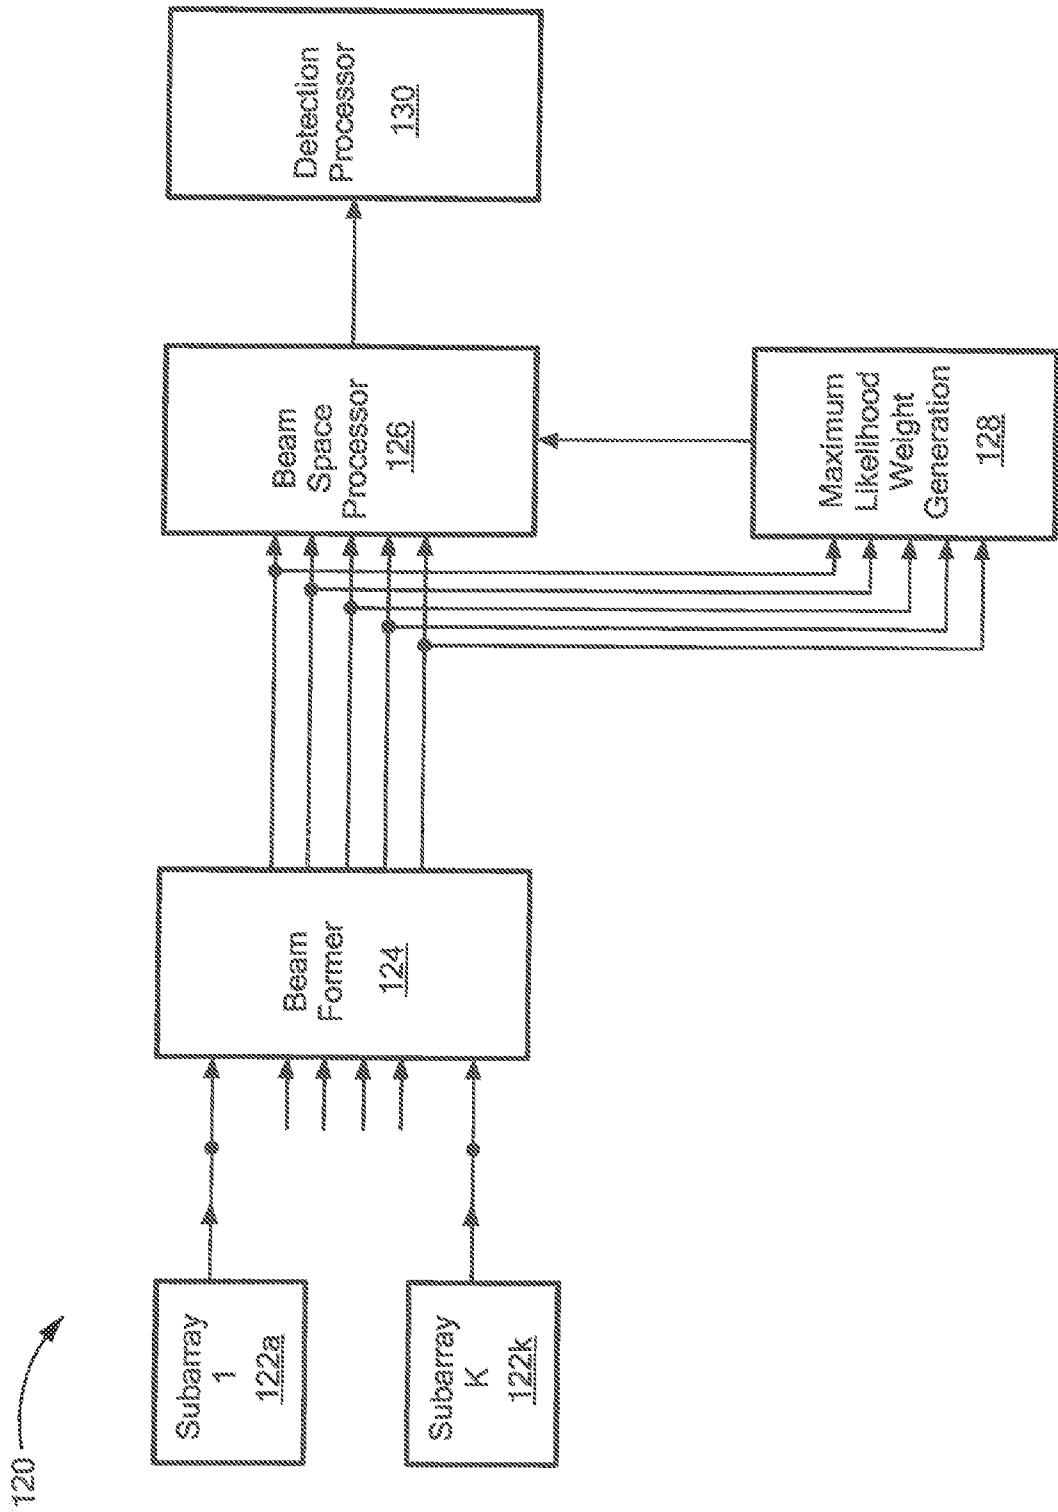 120
Subarray
1
122a
Subarray
K
122k
Beam
Former
124
Beam
Space
Processor
126
Maximum
Likelihood
Weight
Generation
128
Detection
Processor
130